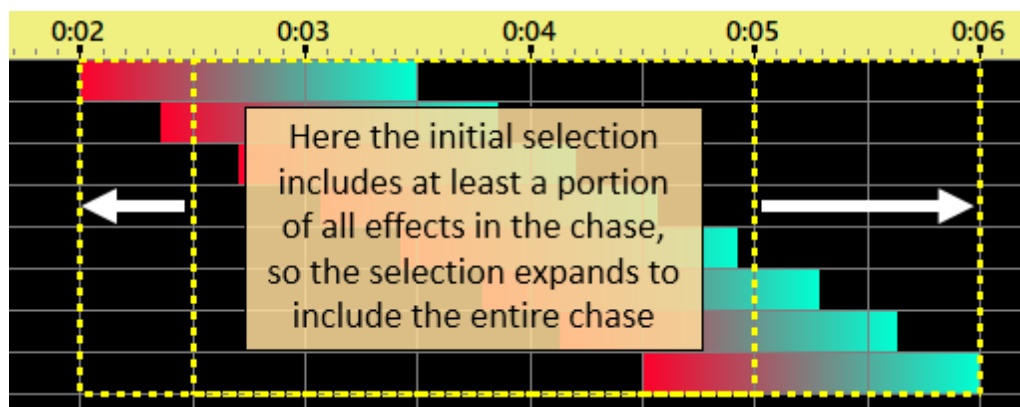 0:02 0:03 0:04 0:05 0:06
Here the initial selection
includes at least a portion
of all effects in the chase,
so the selection expands to
include the entire chase